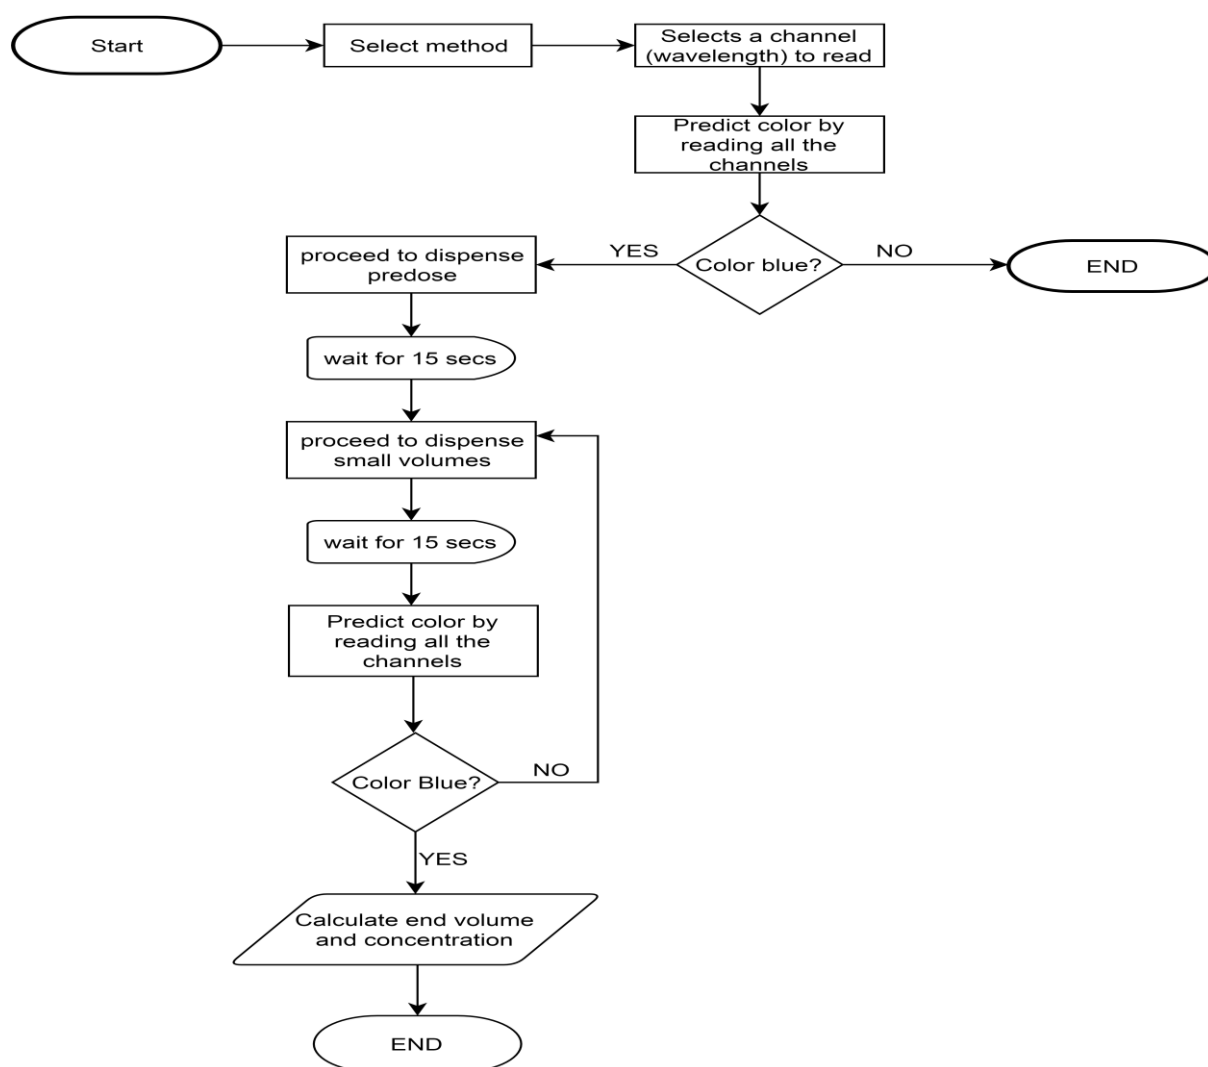 Start
Select method
Selects a channel
(wavelength) to read
Predict color by
reading all the
channels
Color blue?
YES
NO
END
proceed to dispense
predose
wait for 15 secs
proceed to dispense
small volumes
wait for 15 secs
Predict color by
reading all the
channels
Color Blue?
NO
YES
Calculate end volume
and concentration
END